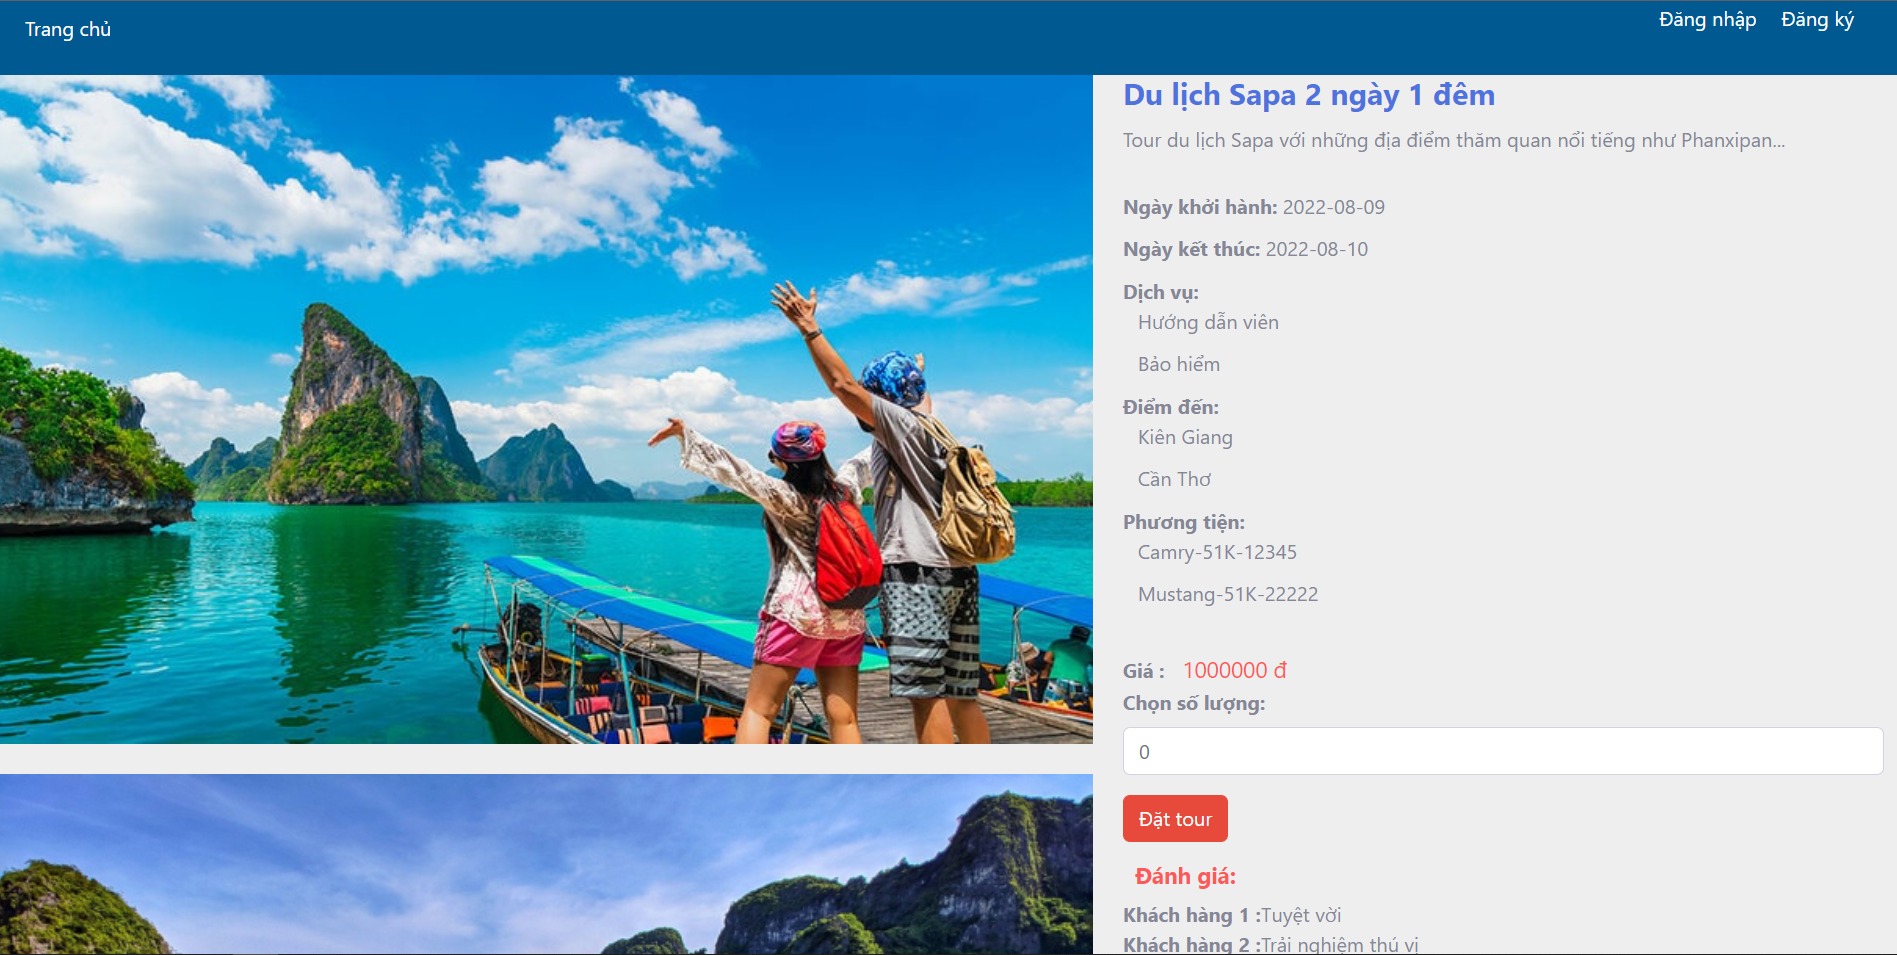 Trang chủ
Đăng nhập
Đăng ký
Du lịch Sapa 2 ngày 1 đêm
Tour du lịch Sapa với những địa điểm thăm quan nổi tiếng như Phanxipan...
Ngày khởi hành: 2022-08-09
Ngày kết thúc: 2022-08-10
Dịch vụ:
Hướng dẫn viên
Bảo hiểm
Điểm đến:
Kiên Giang
Cần Thơ
Phương tiện:
Camry-51K-12345
Mustang-51K-22222
Giá : 1000000 đ
Chọn số lượng:
0
Đặt tour
Đánh giá:
Khách hàng 1 :Tuyệt vời
Khách hàng 2 :Trải nghiệm thú vị